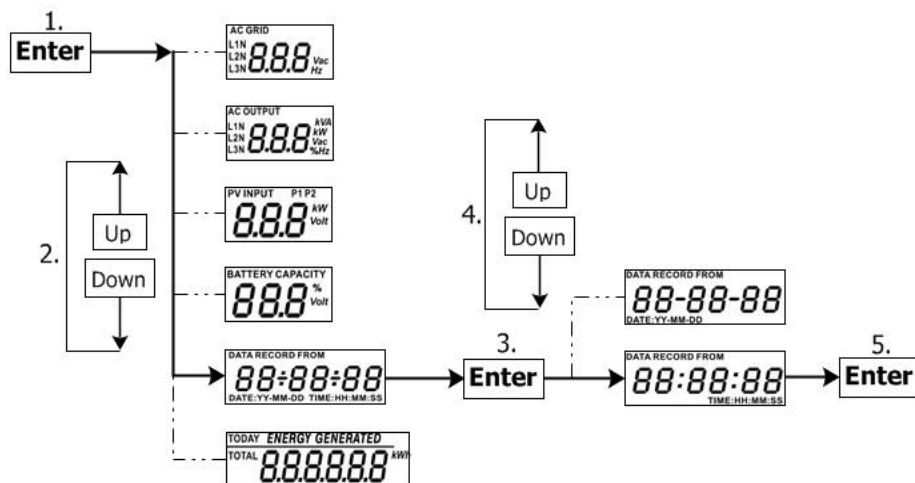 1.
Enter
AC GRID
L1N
L2N
L3N
8.8.8
Vac
Hz
AC OUTPUT
L1N
L2N
L3N
8.8.8
kVA
kW
Vac
%Hz
2.
Up
Down
PV INPUT P1 P2
8.8.8
kW
Volt
BATTERY CAPACITY
8.8.8
%
Volt
DATA RECORD FROM
88÷88÷88
DATE:YY-MM-DD TIME:HH:MM:SS
TODAY ENERGY GENERATED
TOTAL 8.8.8.8.8.8 kWh
3.
Enter
4.
Up
Down
DATA RECORD FROM
88-88-88
DATE:YY-MM-DD
DATA RECORD FROM
88:88:88
TIME:HH:MM:SS
5.
Enter